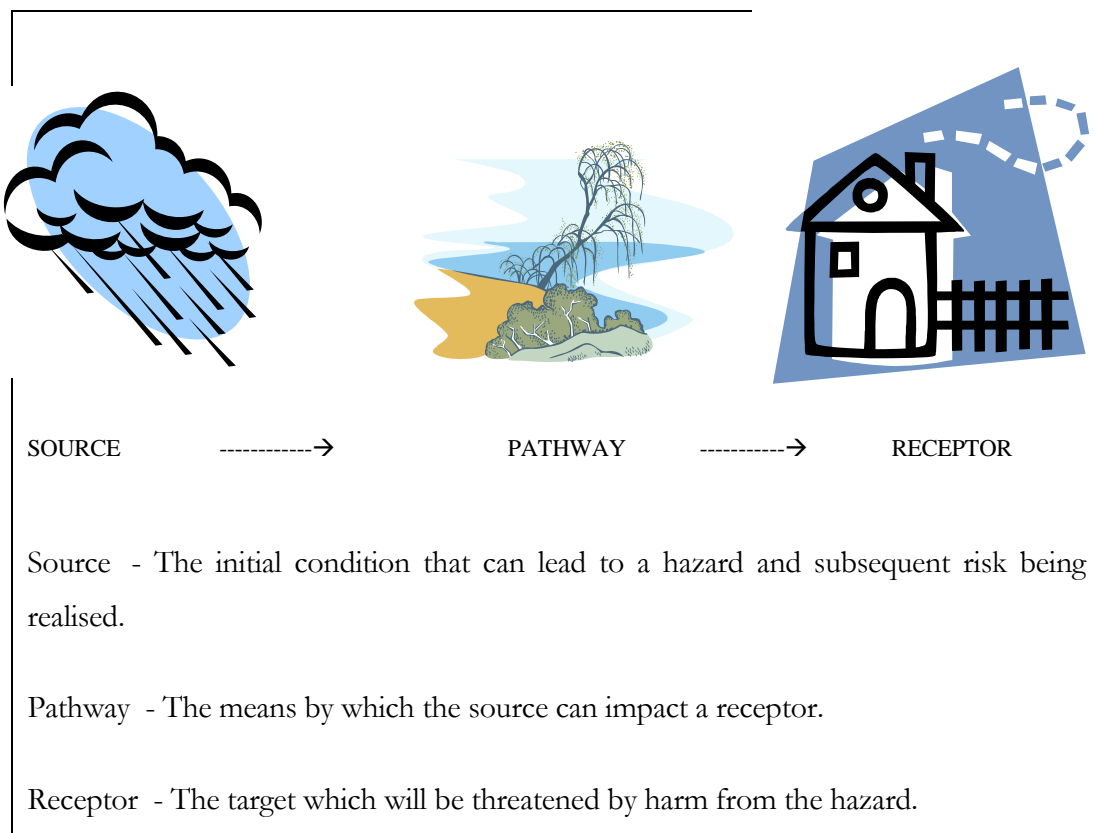 SOURCE ------------→ PATHWAY -----------→ RECEPTOR
Source - The initial condition that can lead to a hazard and subsequent risk being
realised.
Pathway - The means by which the source can impact a receptor.
Receptor - The target which will be threatened by harm from the hazard.